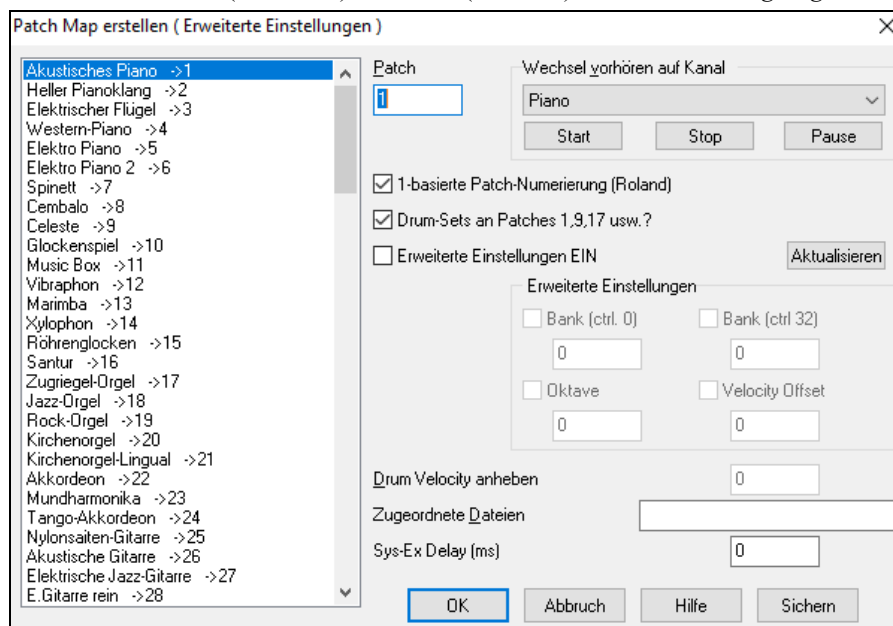 Patch Map erstellen ( Erweiterte Einstellungen )
Akustisches Piano ->1
Heller Pianoklang ->2
Elektrischer Flügel ->3
Western-Piano ->4
Elektro Piano ->5
Elektro Piano 2 ->6
Spinett ->7
Cembalo ->8
Celeste ->9
Glockenspiel ->10
Music Box ->11
Vibraphon ->12
Marimba ->13
Xylophon ->14
Röhrenglocken ->15
Santur ->16
Zugriegel-Orgel ->17
Jazz-Orgel ->18
Rock-Orgel ->19
Kirchenorgel ->20
Kirchenorgel-Lingual ->21
Akkordeon ->22
Mundharmonika ->23
Tango-Akkordeon ->24
Nylonsaiten-Gitarre ->25
Akustische Gitarre ->26
Elektrische Jazz-Gitarre ->27
E.Gitarre rein ->28
Patch
1
Wechsel vorhören auf Kanal
Piano
Start Stop Pause
1-basierte Patch-Numerierung (Roland)
Drum-Sets an Patches 1,9,17 usw.?
Erweiterte Einstellungen EIN
Aktualisieren
Erweiterte Einstellungen
Bank (ctrl. 0) Bank (ctrl 32)
0 0
Oktave Velocity Offset
0 0
Drum Velocity anheben 0
Zugeordnete Dateien
Sys-Ex Delay (ms) 0
OK Abbruch Hilfe Sichern